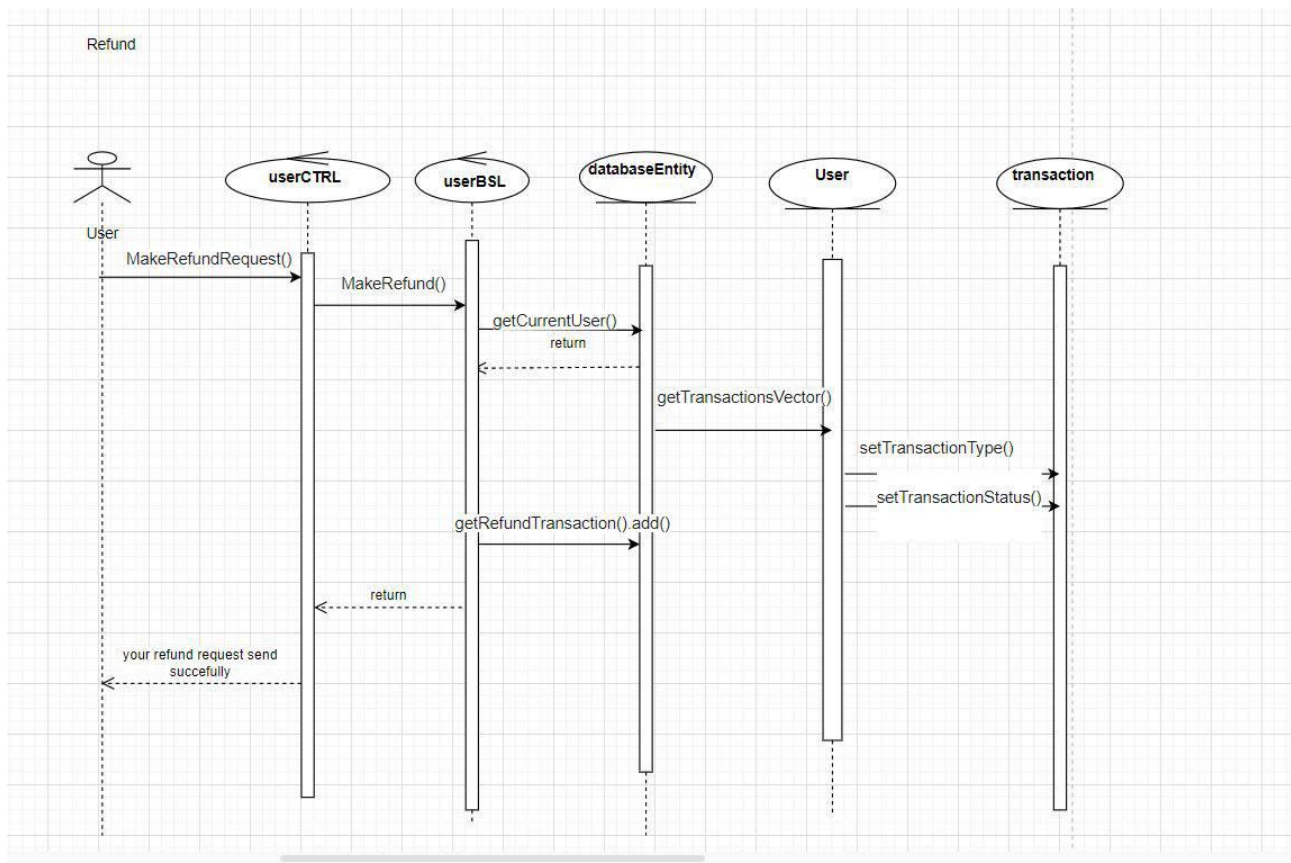 Refund
userCTRL
userBSL
databaseEntity
User
transaction
User
MakeRefundRequest()
MakeRefund()
getCurrentUser()
return
getTransactionsVector()
setTransactionType()
setTransactionStatus()
getRefundTransaction().add()
return
your refund request send
succefully